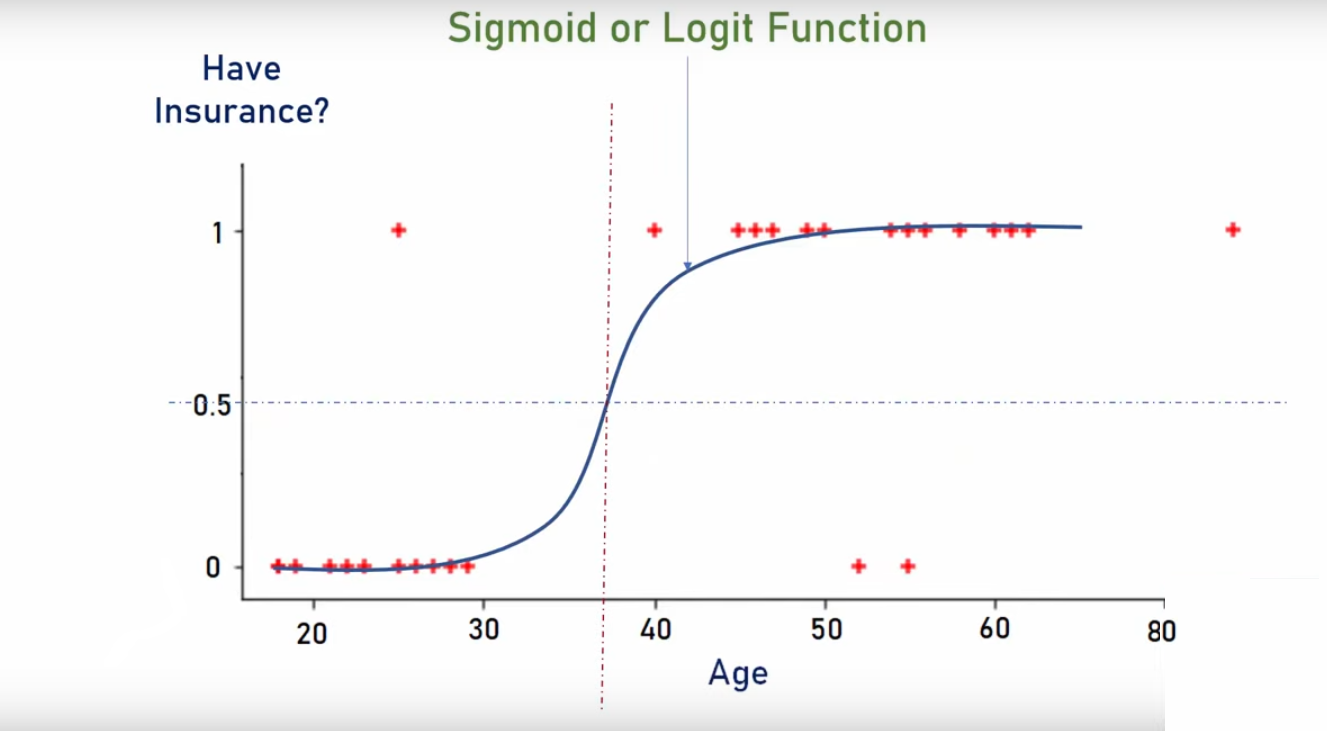 Sigmoid or Logit Function
Have
Insurance?
1
0.5
0
20 30 40 50 60 80
Age